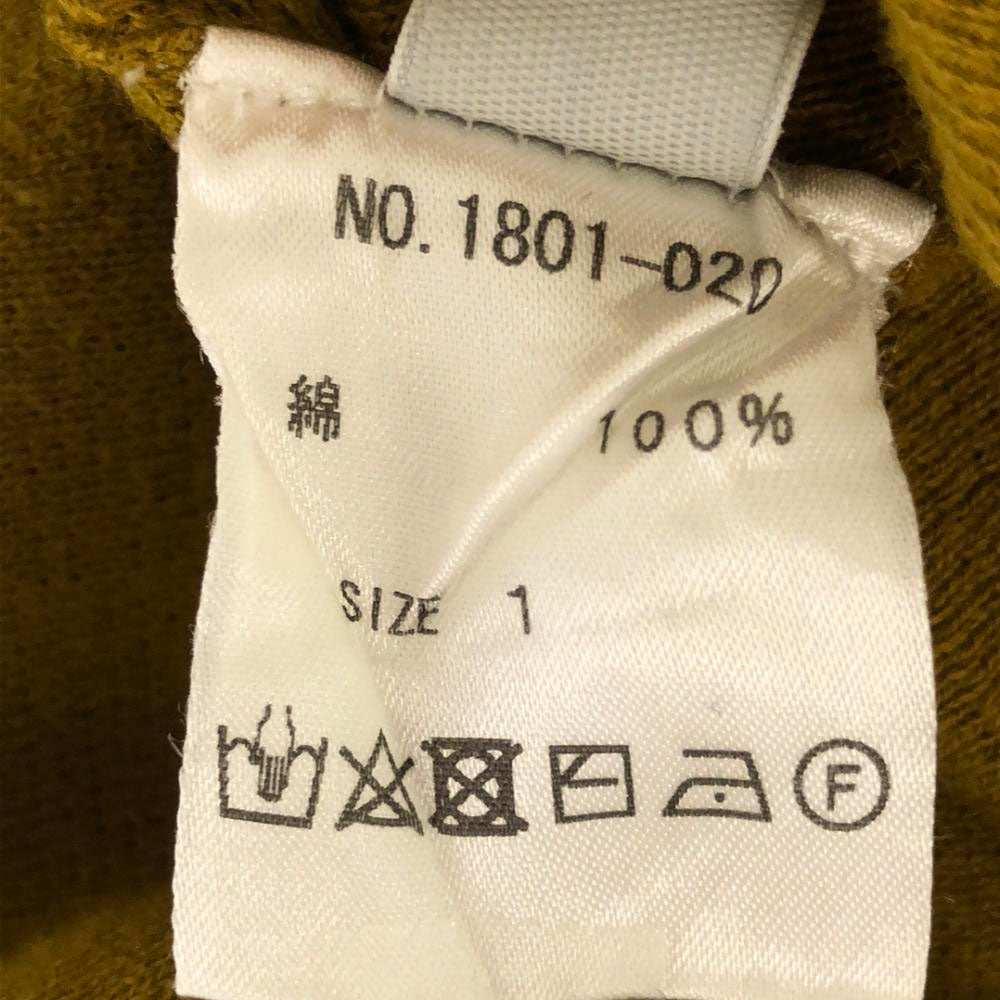 NO. 1801-02D
綿 100%
SIZE 1
F